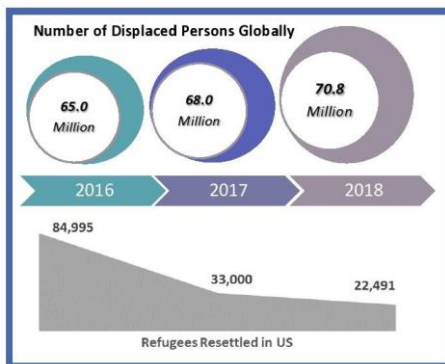 Number of Displaced Persons Globally
65.0
Million
68.0
Million
70.8
Million
2016
2017
2018
84,995
33,000
22,491
Refugees Resettled in US